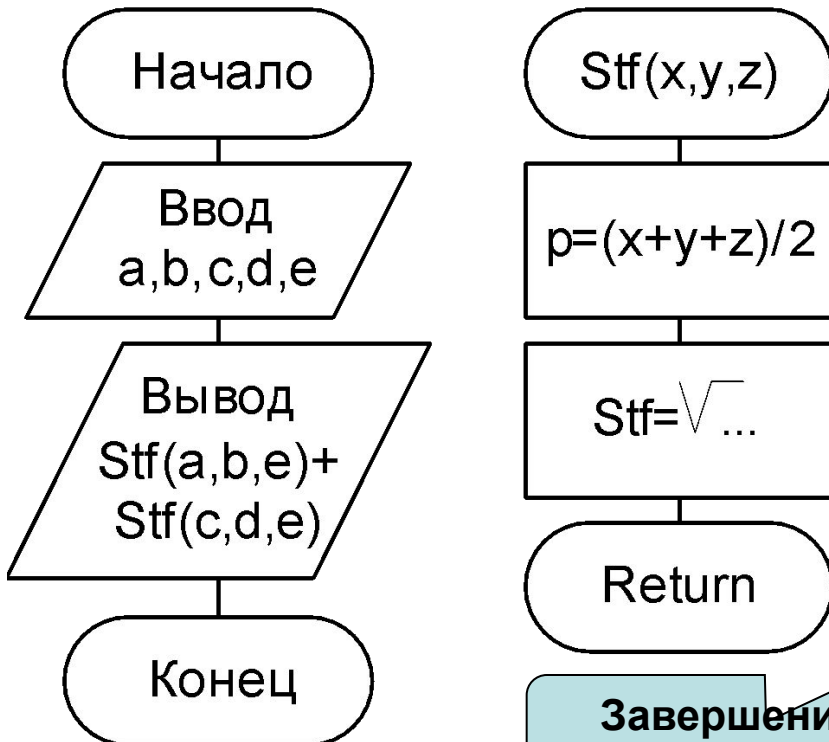 Начало
Ввод
a,b,c,d,e
Вывод
Stf(a,b,e)+
Stf(c,d,e)
Конец
Stf(x,y,z)
p=(x+y+z)/2
Stf=√...
Return